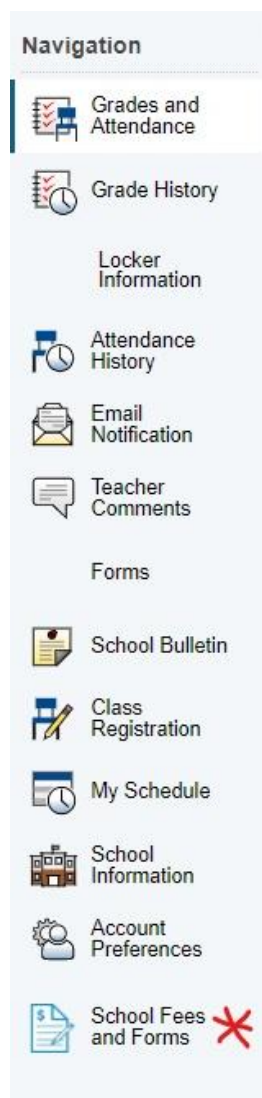 Navigation
Grades and
Attendance
Grade History
Locker
Information
Attendance
History
Email
Notification
Teacher
Comments
Forms
School Bulletin
Class
Registration
My Schedule
School
Information
Account
Preferences
School Fees
and Forms